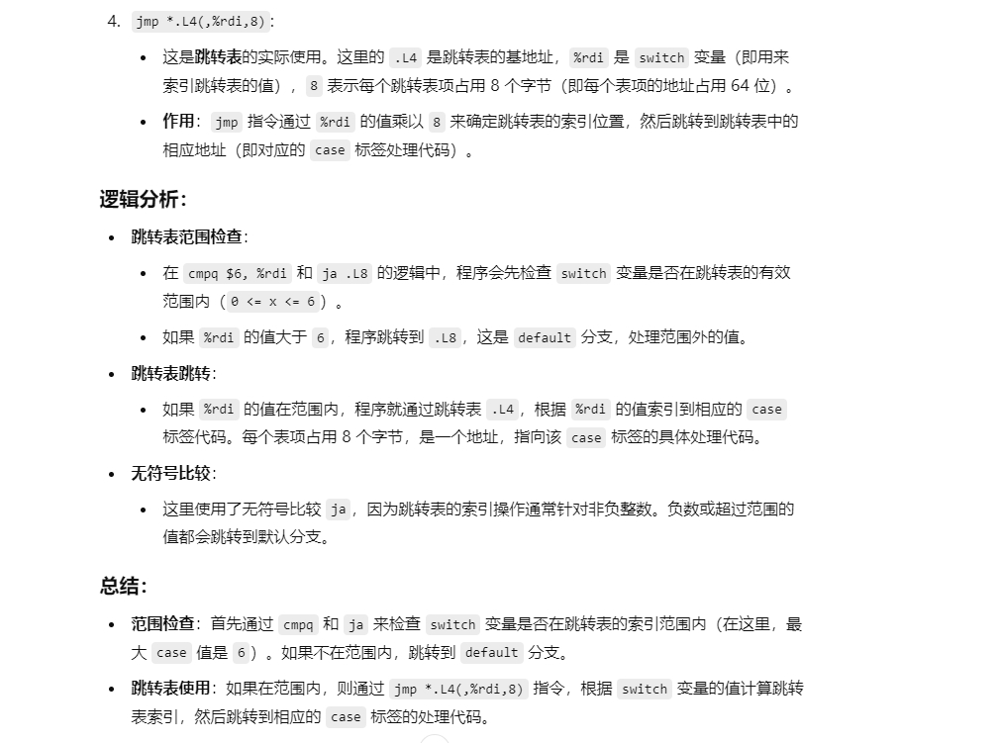 4. jmp *.L4(,%rdi,8)：
• 这是跳转表的实际使用。这里的 .L4 是跳转表的基地址，%rdi 是 switch 变量（即用来
索引跳转表的值），8 表示每个跳转表项占用 8 个字节（即每个表项的地址占用 64 位）。
• 作用：jmp 指令通过 %rdi 的值乘以 8 来确定跳转表的索引位置，然后跳转到跳转表中的
相应地址（即对应的 case 标签处理代码）。
逻辑分析：
• 跳转表范围检查：
• 在 cmpq $6, %rdi 和 ja .L8 的逻辑中，程序会先检查 switch 变量是否在跳转表的有效
范围内（0 <= x <= 6）。
• 如果 %rdi 的值大于 6，程序跳转到 .L8，这是 default 分支，处理范围外的值。
• 跳转表跳转：
• 如果 %rdi 的值在范围内，程序就通过跳转表 .L4，根据 %rdi 的值索引到相应的 case
标签代码。每个表项占用 8 个字节，是一个地址，指向该 case 标签的具体处理代码。
• 无符号比较：
• 这里使用了无符号比较 ja，因为跳转表的索引操作通常针对非负整数。负数或超过范围的
值都会跳转到默认分支。
总结：
• 范围检查：首先通过 cmpq 和 ja 来检查 switch 变量是否在跳转表的索引范围内（在这里，最
大 case 值是 6）。如果不在范围内，跳转到 default 分支。
• 跳转表使用：如果在范围内，则通过 jmp *.L4(,%rdi,8) 指令，根据 switch 变量的值计算跳转
表索引，然后跳转到相应的 case 标签的处理代码。